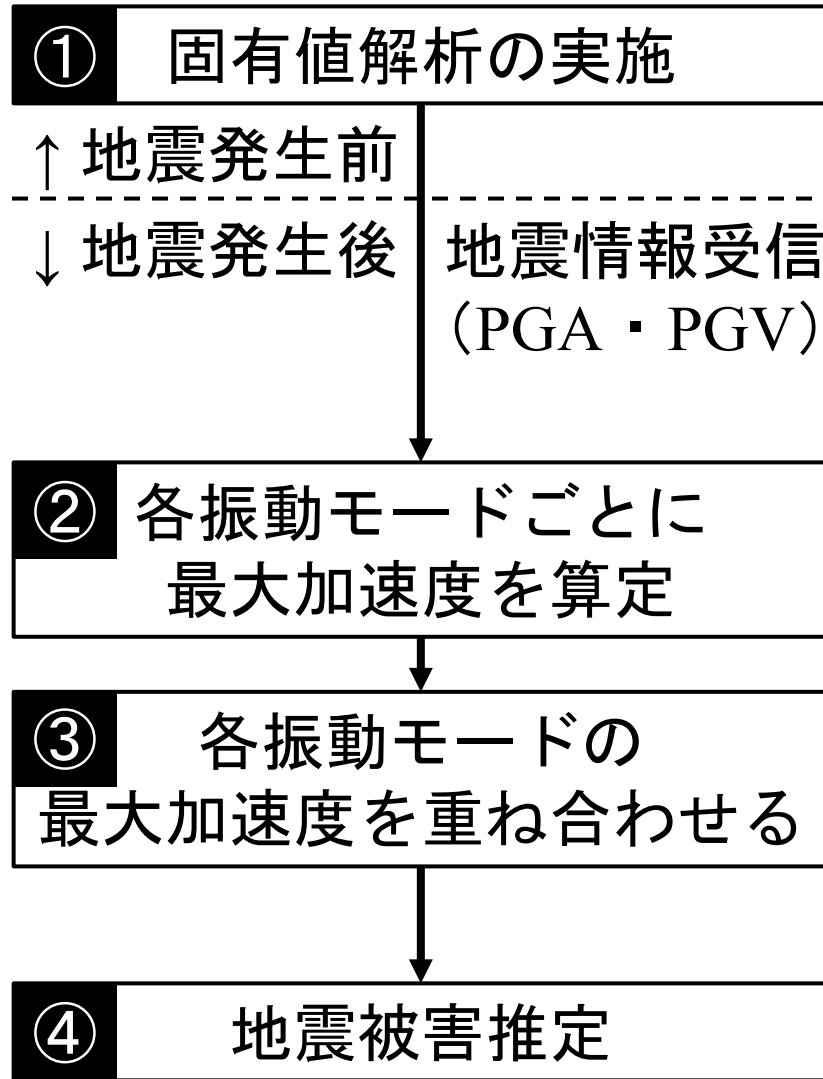 ① 固有値解析の実施
↑ 地震発生前
↓ 地震発生後 地震情報受信
（PGA・PGV）
② 各振動モードごとに
最大加速度を算定
③ 各振動モードの
最大加速度を重ね合わせる
④ 地震被害推定